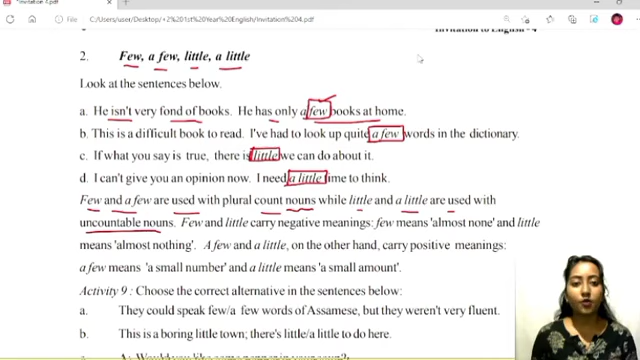 Invitation 4.pdf
File
C:/Users/user/Desktop/+2%201st%20Year%20English/Invitation%204.pdf
Invitation to English - 4
2. Few, a few, little, a little
Look at the sentences below.
a. He isn't very fond of books. He has only a few books at home.
b. This is a difficult book to read. I've had to look up quite a few words in the dictionary.
c. If what you say is true, there is little we can do about it.
d. I can't give you an opinion now. I need a little time to think.
Few and a few are used with plural count nouns while little and a little are used with
uncountable nouns. Few and little carry negative meanings: few means 'almost none' and little
means 'almost nothing'. A few and a little, on the other hand, carry positive meanings:
a few means 'a small number' and a little means 'a small amount'.
Activity 9 : Choose the correct alternative in the sentences below:
a. They could speak few/a few words of Assamese, but they weren't very fluent.
b. This is a boring little town; there's little/a little to do here.
A: Would you like some